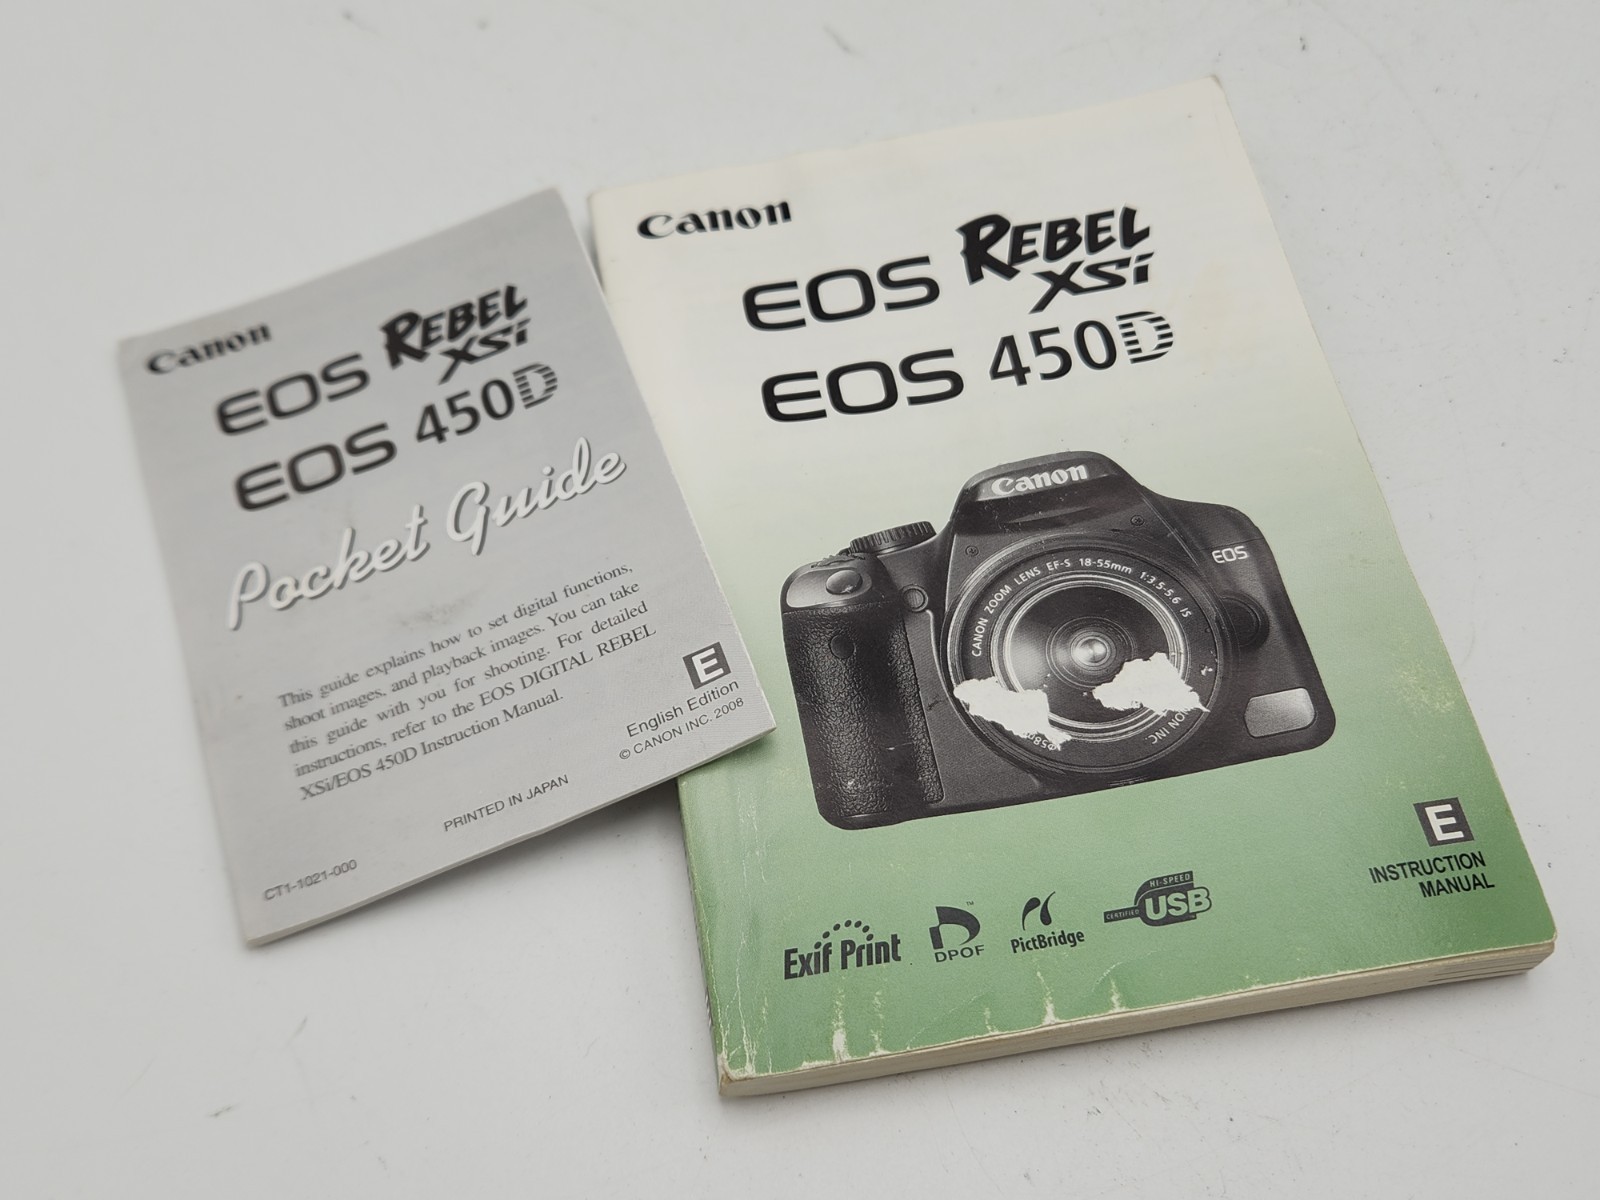 Canon
EOS REBEL XSi
EOS 450D
Pocket Guide
This guide explains how to set digital functions,
shoot images, and playback images. You can take
this guide with you for shooting. For detailed
instructions, refer to the EOS DIGITAL REBEL
XSi/EOS 450D Instruction Manual.
E
English Edition
© CANON INC. 2008
PRINTED IN JAPAN
CT1-1021-000
Canon
EOS REBEL XSi
EOS 450D
Canon
EOS
CANON ZOOM LENS EF-S 18-55mm 1:3.5-5.6 IS
ø58
INC
E
INSTRUCTION
MANUAL
Exif Print
DPOF
™
PictBridge
HI-SPEED
CERTIFIED
USB